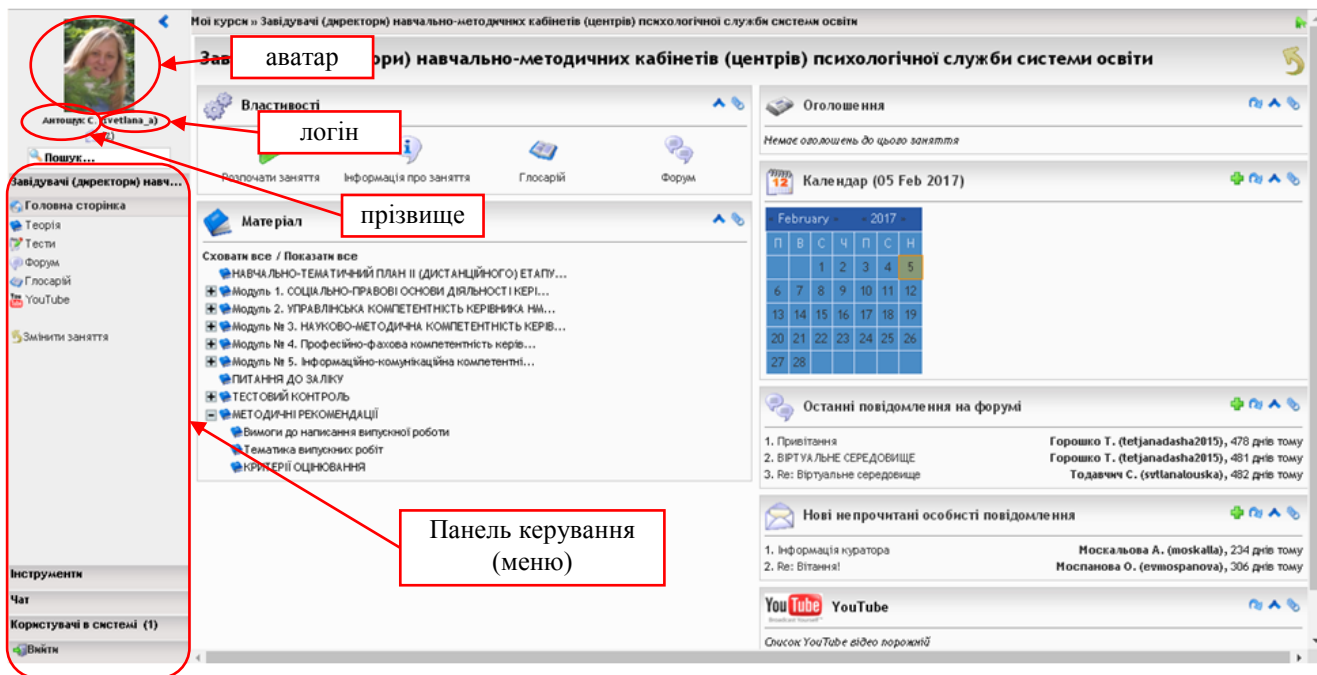 Мої курси » Завідувачі (директори) навчально-методичних кабінетів (центрів) психологічної служби системи освіти
аватар
ори) навчально-методичних кабінетів (центрів) психологічної служби системи освіти
Антощук С. (svetlana_a)
логін
прізвище
Пошук...
Завідувачі (директори) навч...
Головна сторінка
Теорія
Тести
Форум
Глосарій
YouTube
Змінити заняття
Інструменти
Чат
Користувачі в системі (1)
Вийти
Властивості
Розпочати заняття
Інформація про заняття
Глосарій
Форум
Матеріал
Сховати все / Показати все
НАВЧАЛЬНО-ТЕМАТИЧНИЙ ПЛАН ІІ (ДИСТАНЦІЙНОГО) ЕТАПУ...
Модуль 1. СОЦІАЛЬНО-ПРАВОВІ ОСНОВИ ДІЯЛЬНОСТІ КЕРІ...
Модуль 2. УПРАВЛІНСЬКА КОМПЕТЕНТНІСТЬ КЕРІВНИКА НМ...
Модуль № 3. НАУКОВО-МЕТОДИЧНА КОМПЕТЕНТНІСТЬ КЕРІВ...
Модуль № 4. Професійно-фахова компетентність керів...
Модуль № 5. Інформаційно-комунікаційна компетентні...
ПИТАННЯ ДО ЗАЛІКУ
ТЕСТОВИЙ КОНТРОЛЬ
МЕТОДИЧНІ РЕКОМЕНДАЦІЇ
Вимоги до написання випускної роботи
Тематика випускних робіт
КРИТЕРІЇ ОЦІНЮВАННЯ
Панель керування
(меню)
Оголошення
Немає оголошень до цього заняття
12
Календар (05 Feb 2017)
« February » « 2017 »
П В С Ч П С Н
1 2 3 4 5
6 7 8 9 10 11 12
13 14 15 16 17 18 19
20 21 22 23 24 25 26
27 28
Останні повідомлення на форумі
1. Привітання Горошко Т. (tetjanadasha2015), 478 днів тому
2. ВІРТУАЛЬНЕ СЕРЕДОВИЩЕ Горошко Т. (tetjanadasha2015), 481 днів тому
3. Re: Віртуальне середовище Тодавчич С. (svttlanalouska), 482 днів тому
Нові непрочитані особисті повідомлення
1. Інформація куратора Москальова А. (moskalla), 234 днів тому
2. Re: Вітання! Моспанова О. (evmospanova), 306 днів тому
YouTube YouTube
Список YouTube відео порожній